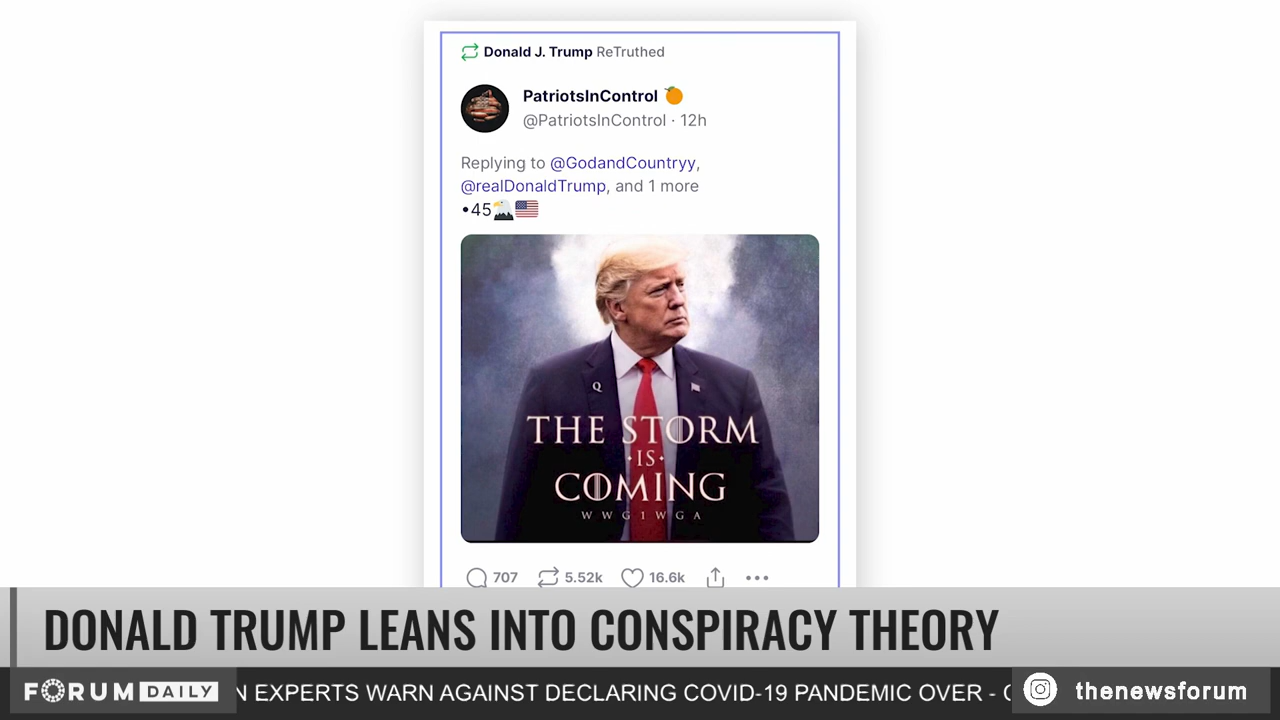 Donald J. Trump ReTruthed
PatriotsInControl 🍊
@PatriotsInControl · 12h
Replying to @GodandCountryy,
@realDonaldTrump, and 1 more
•45🦅🇺🇸
Q
THE STORM
·IS·
COMING
WWG1WGA
707 5.52k 16.6k •••
DONALD TRUMP LEANS INTO CONSPIRACY THEORY
FORUM DAILY N EXPERTS WARN AGAINST DECLARING COVID-19 PANDEMIC OVER - thenewsforum